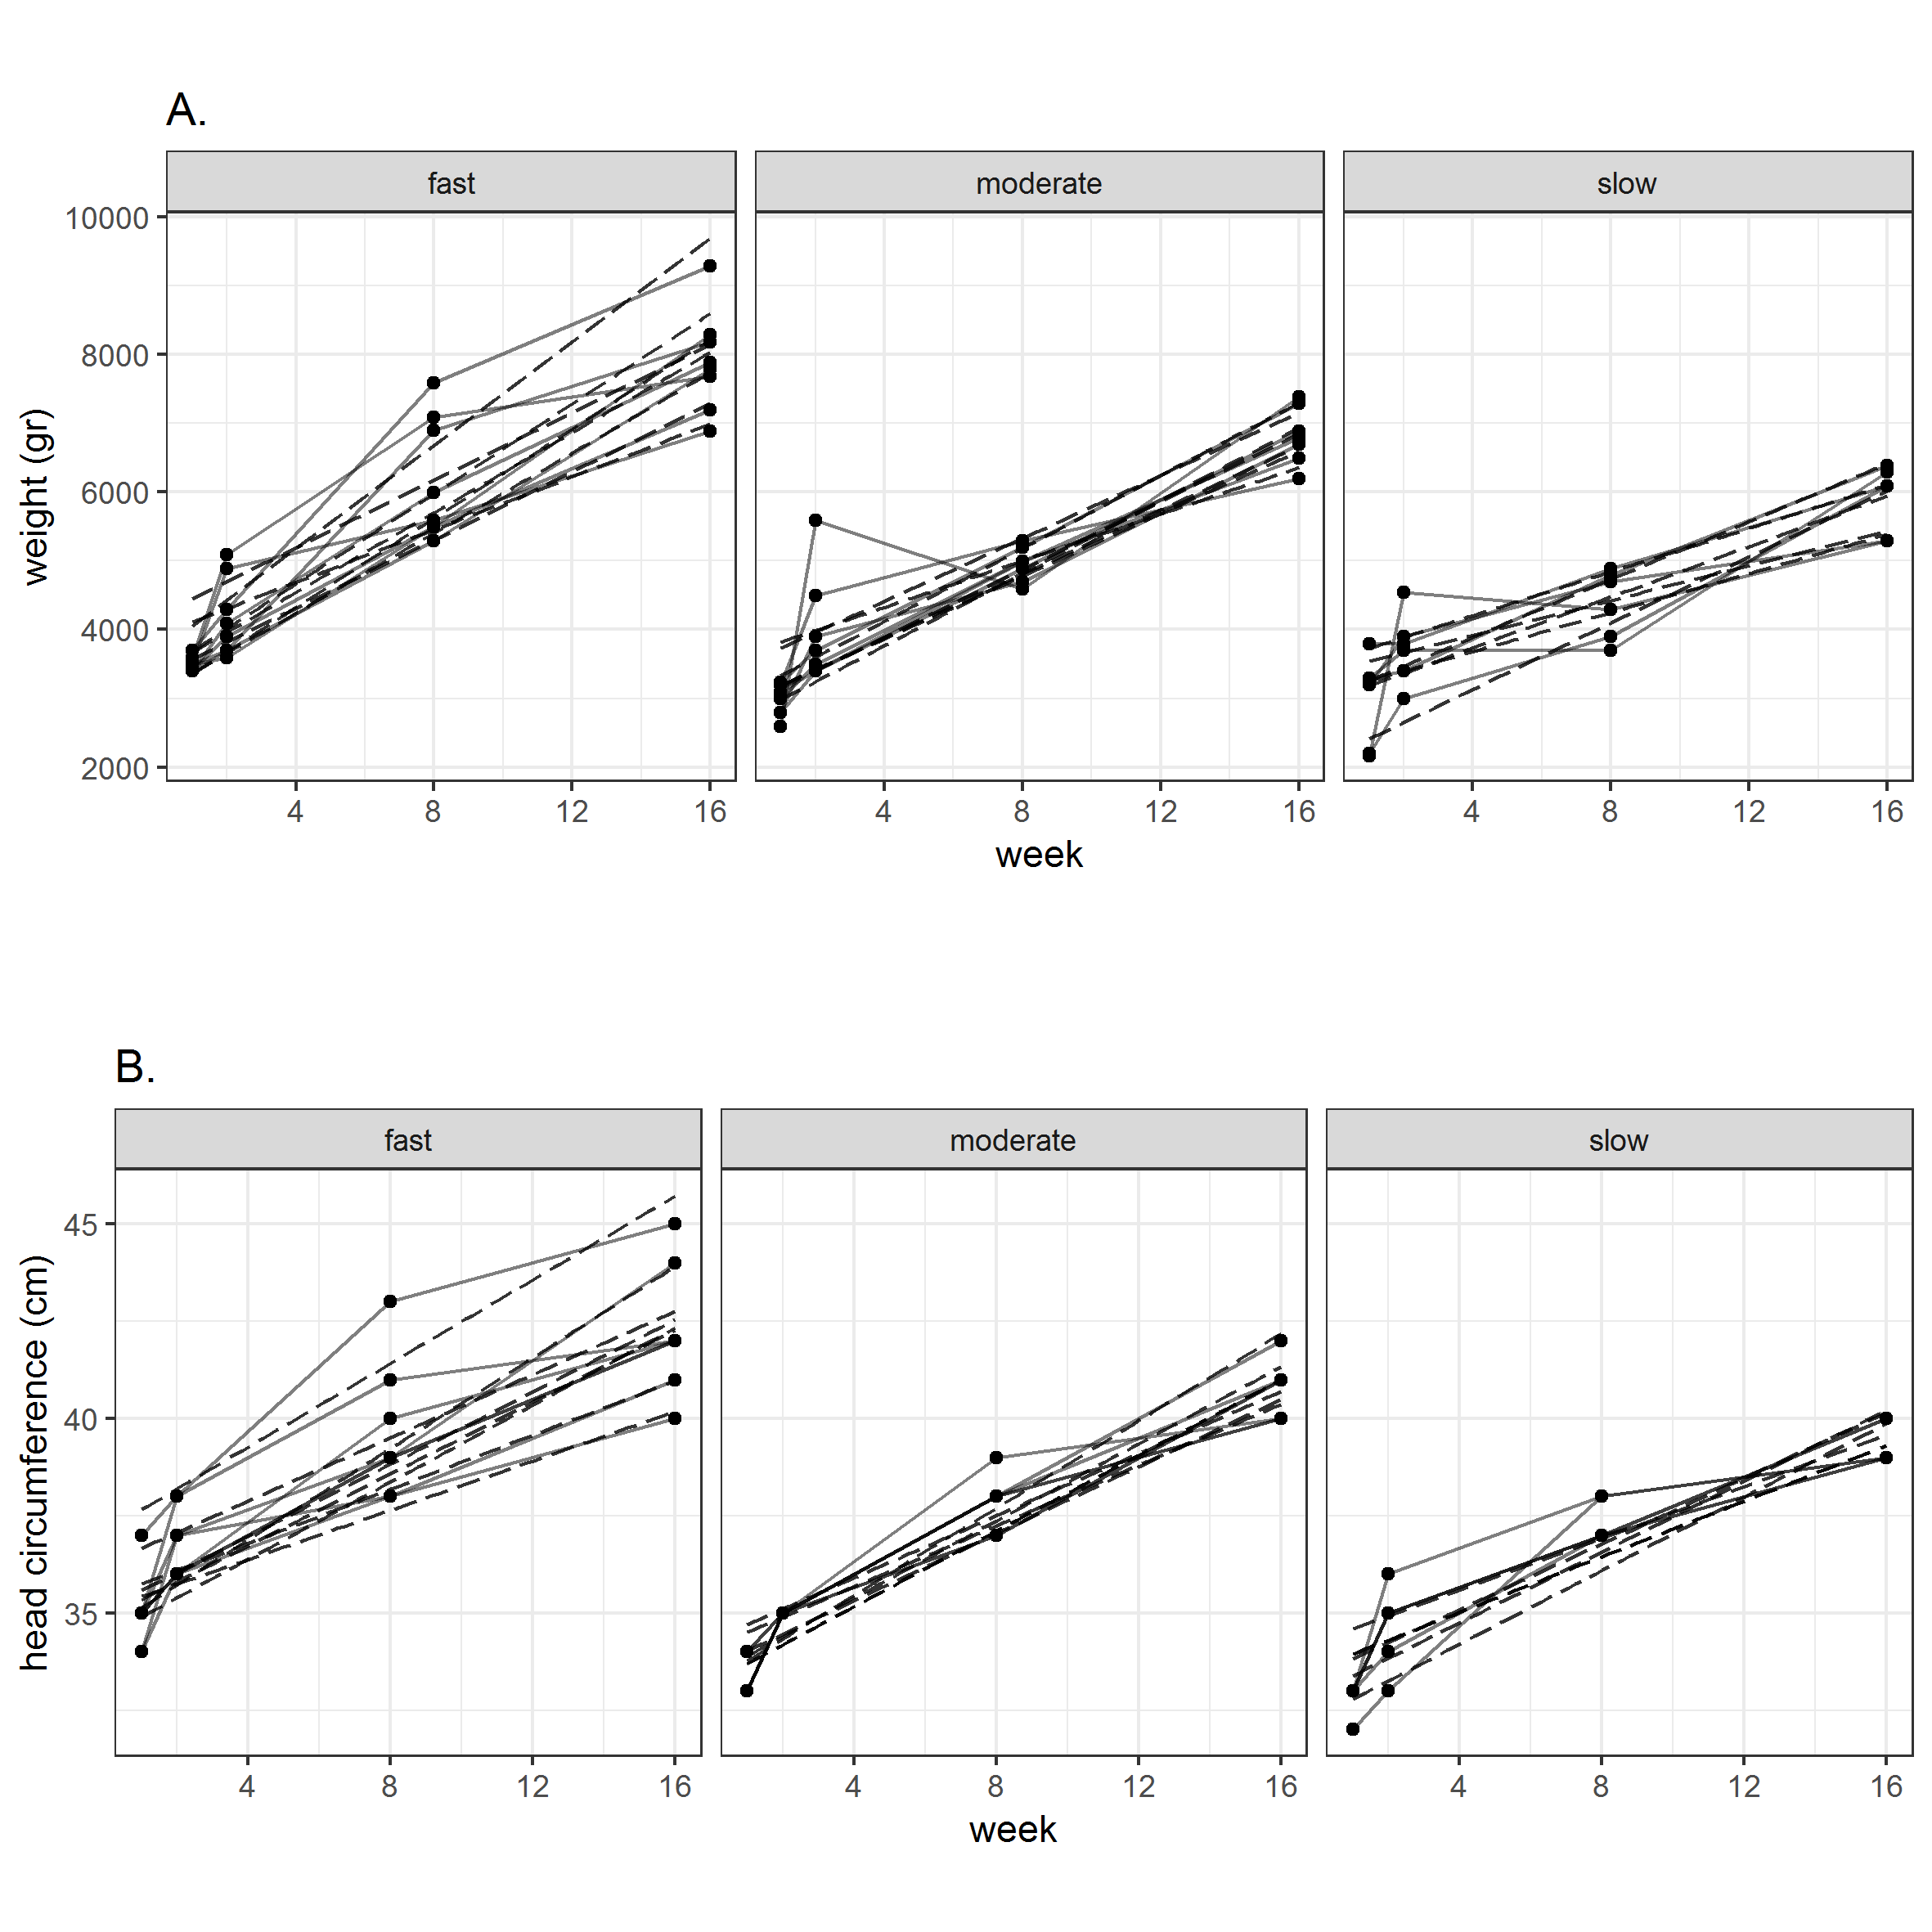 A.
fast moderate slow
10000
8000
6000
4000
2000
weight (gr)
4 8 12 16 4 8 12 16 4 8 12 16
week
B.
fast moderate slow
45
40
35
head circumference (cm)
4 8 12 16 4 8 12 16 4 8 12 16
week